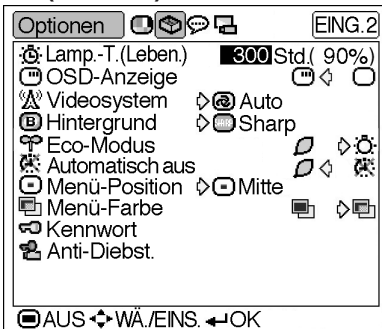 Optionen ENG.2
Lamp.-T.(Leben.) 300 Std.( 90%)
OSD-Anzeige
Videosystem Auto
B Hintergrund Sharp
Eco-Modus
Automatisch aus
Menü-Position Mitte
Menü-Farbe
Kennwort
Anti-Diebst.
AUS WÄ./EINS. OK